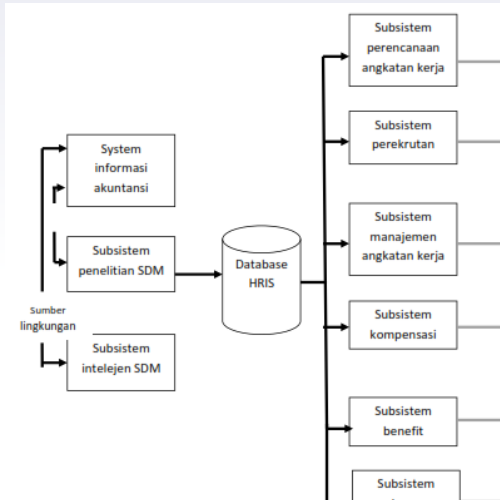 Subsistem
perencanaan
angkatan kerja
Subsistem
perekrutan
System
informasi
akuntansi
Subsistem
manajemen
angkatan kerja
Subsistem
penelitian SDM
Database
HRIS
Sumber
lingkungan
Subsistem
kompensasi
Subsistem
intelejen SDM
Subsistem
benefit
Subsistem